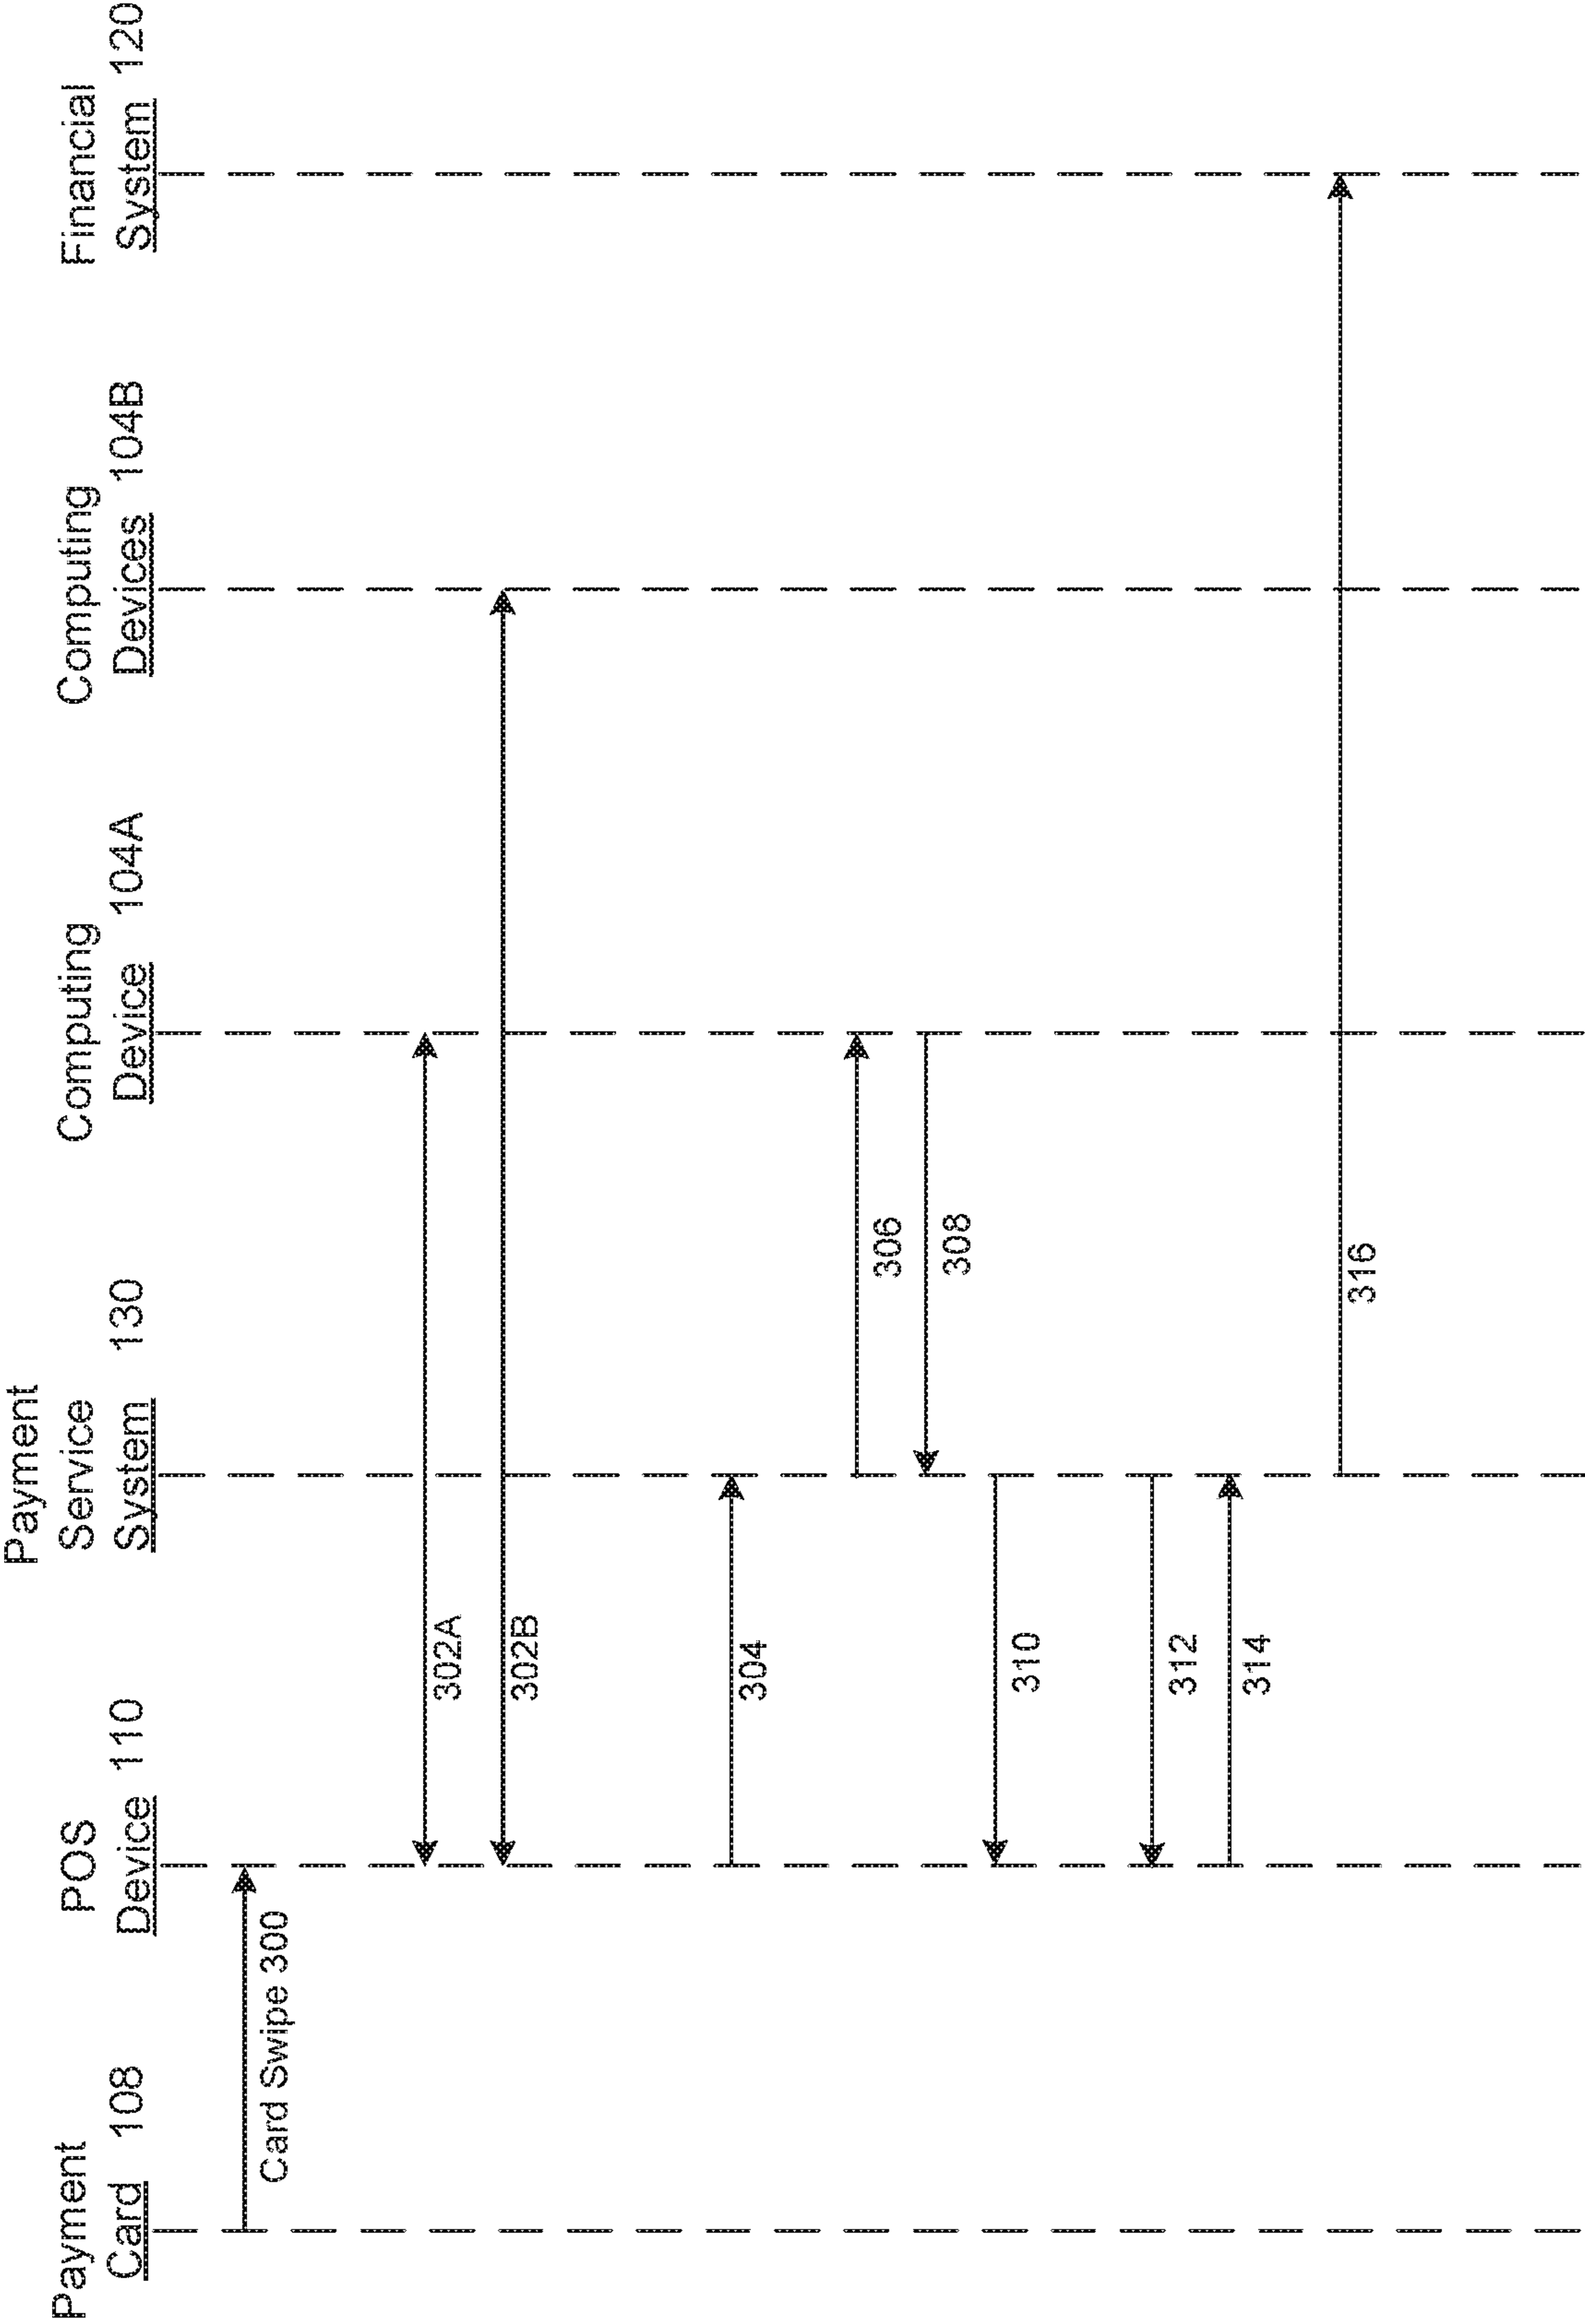 Payment
Card 108
POS
Device 110
Payment
Service
System 130
Computing
Device 104A
Computing
Devices 104B
Financial
System 120
Card Swipe 300
302A
302B
304
306
308
310
312
314
316